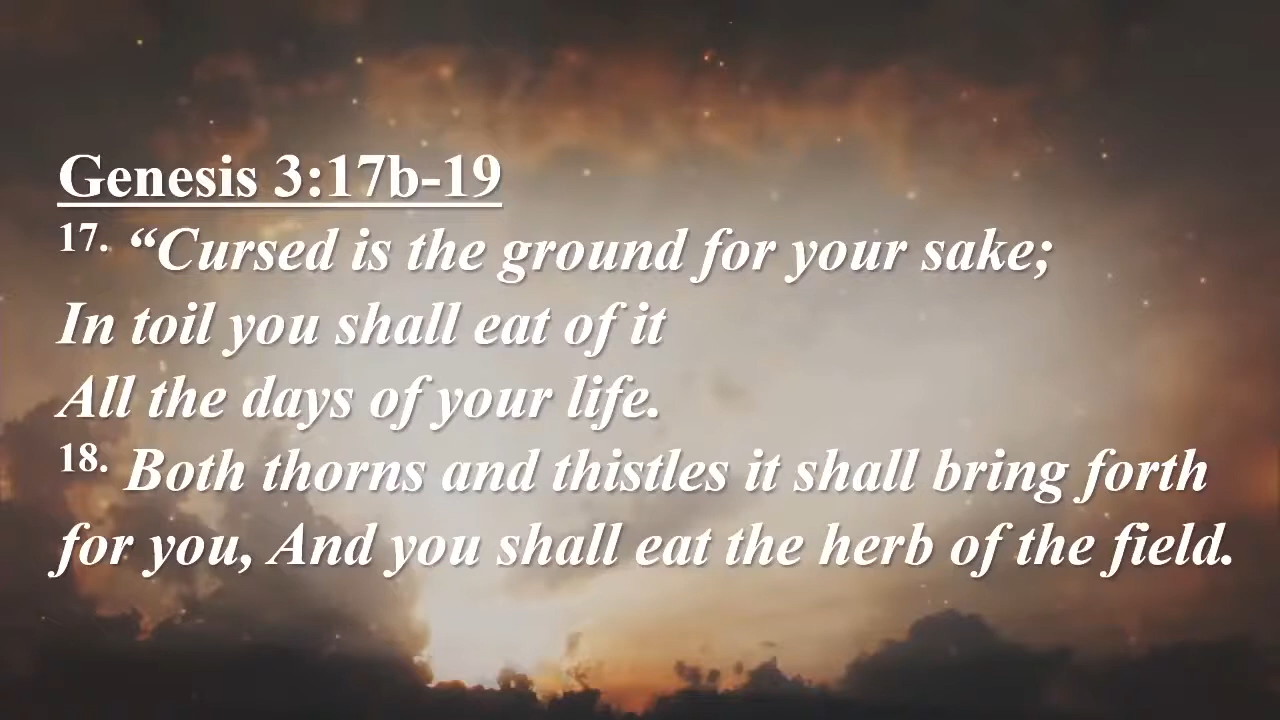 Genesis 3:17b-19
17. “Cursed is the ground for your sake;
In toil you shall eat of it
All the days of your life.
18. Both thorns and thistles it shall bring forth
for you, And you shall eat the herb of the field.